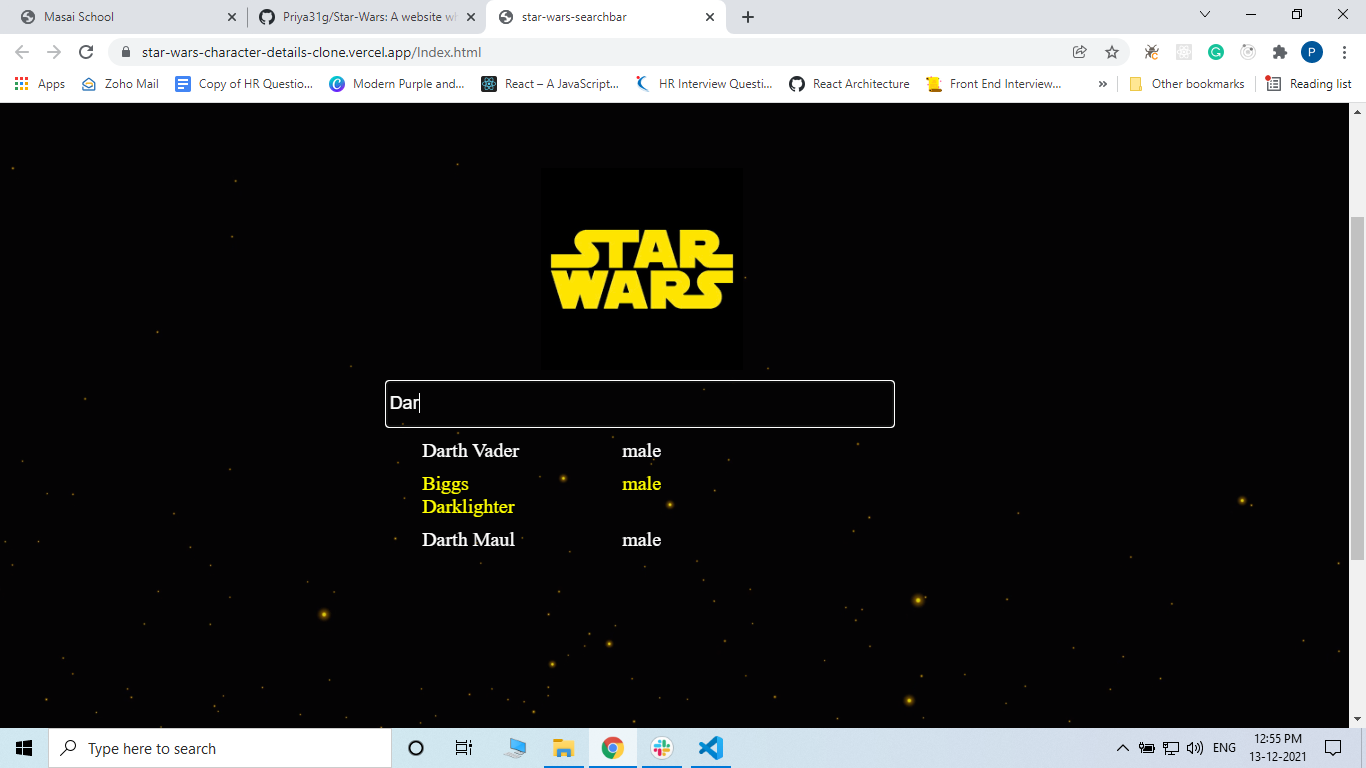 Masai School
Priya31g/Star-Wars: A website wh
star-wars-searchbar
star-wars-character-details-clone.vercel.app/Index.html
P
Apps
Zoho Mail
Copy of HR Questio...
Modern Purple and...
React – A JavaScript...
HR Interview Questi...
React Architecture
Front End Interview...
»
Other bookmarks
Reading list
STAR
WARS
Dar
Darth Vader male
Biggs male
Darklighter
Darth Maul male
Type here to search
ENG
12:55 PM
13-12-2021